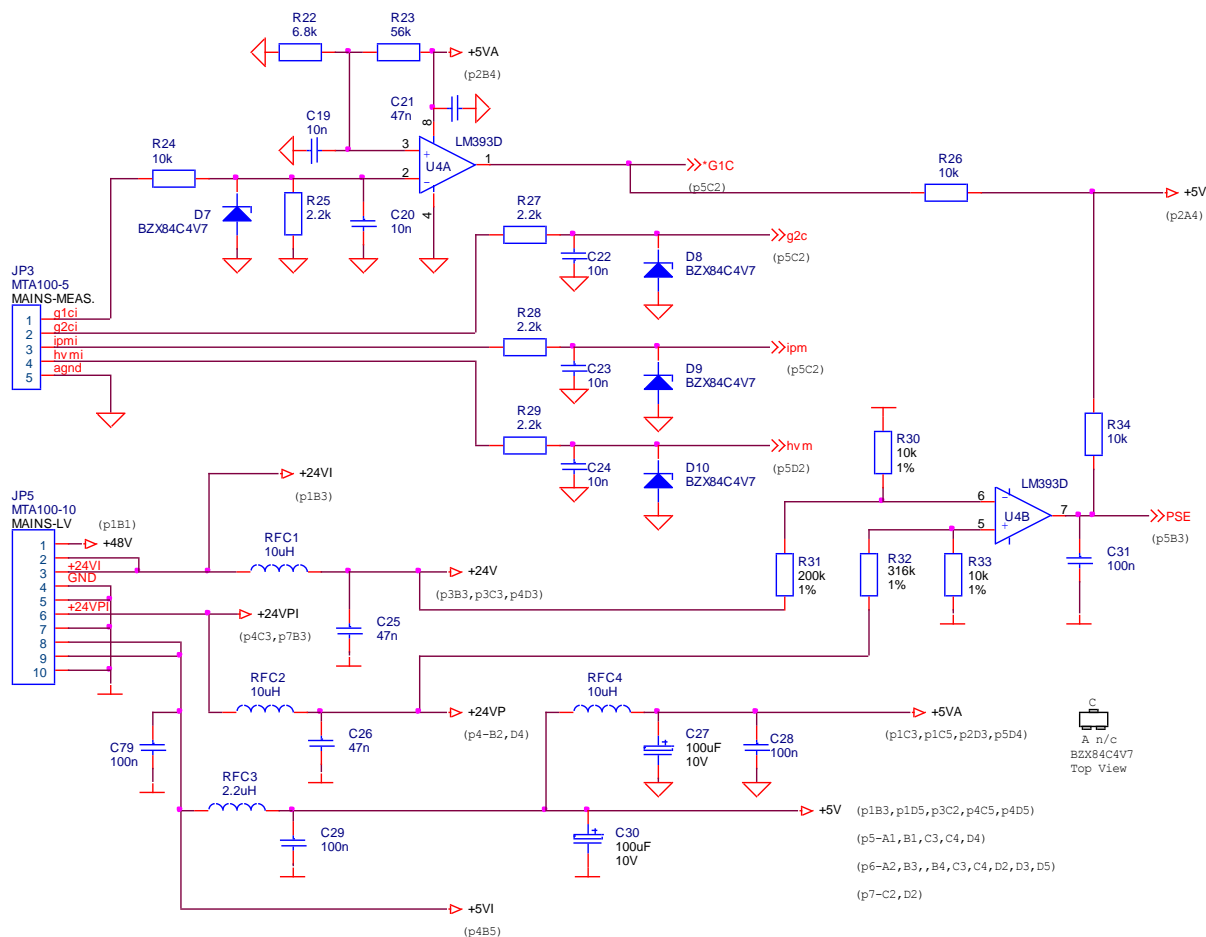 R22
6.8k
R23
56k
+5VA
(p2B4)
C21
47n
8
C19
10n
LM393D
3
+
U4A
1
2
−
4
*G1C
(p5C2)
R24
10k
R26
10k
+5V
(p2A4)
D7
BZX84C4V7
R25
2.2k
C20
10n
R27
2.2k
g2c
(p5C2)
C22
10n
D8
BZX84C4V7
JP3
MTA100-5
MAINS-MEAS.
1
g1ci
2
g2ci
3
ipmi
4
hvmi
5
agnd
R28
2.2k
ipm
(p5C2)
C23
10n
D9
BZX84C4V7
R29
2.2k
hvm
(p5D2)
C24
10n
D10
BZX84C4V7
R30
10k
1%
R34
10k
LM393D
6
−
U4B
7
5
+
PSE
(p5B3)
R31
200k
1%
R32
316k
1%
R33
10k
1%
C31
100n
+24VI
(p1B3)
JP5
MTA100-10
MAINS-LV
(p1B1)
1
+48V
2
3
+24VI
4
GND
5
6
+24VPI
7
8
9
10
RFC1
10uH
+24V
(p3B3,p3C3,p4D3)
+24VPI
(p4C3,p7B3)
C25
47n
RFC2
10uH
+24VP
(p4-B2,D4)
C26
47n
RFC4
10uH
+5VA
(p1C3,p1C5,p2D3,p5D4)
C27
100uF
10V
C28
100n
C79
100n
RFC3
2.2uH
+5V
(p1B3,p1D5,p3C2,p4C5,p4D5)
(p5-A1,B1,C3,C4,D4)
(p6-A2,B3,,B4,C3,C4,D2,D3,D5)
(p7-C2,D2)
C29
100n
C30
100uF
10V
+5VI
(p4B5)
C
A n/c
BZX84C4V7
Top View